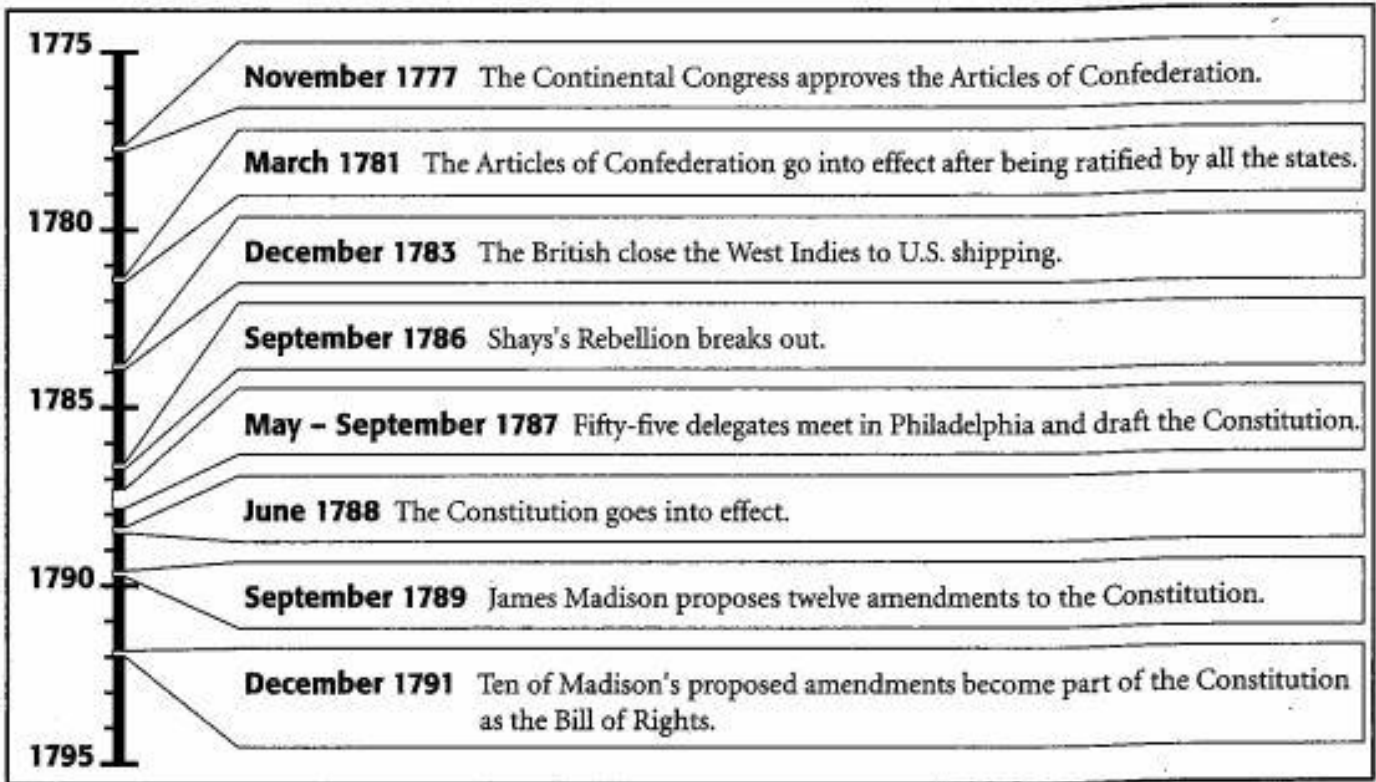 1775
November 1777 The Continental Congress approves the Articles of Confederation.
March 1781 The Articles of Confederation go into effect after being ratified by all the states.
1780
December 1783 The British close the West Indies to U.S. shipping.
September 1786 Shays's Rebellion breaks out.
1785
May – September 1787 Fifty-five delegates meet in Philadelphia and draft the Constitution.
June 1788 The Constitution goes into effect.
1790
September 1789 James Madison proposes twelve amendments to the Constitution.
December 1791 Ten of Madison's proposed amendments become part of the Constitution
as the Bill of Rights.
1795